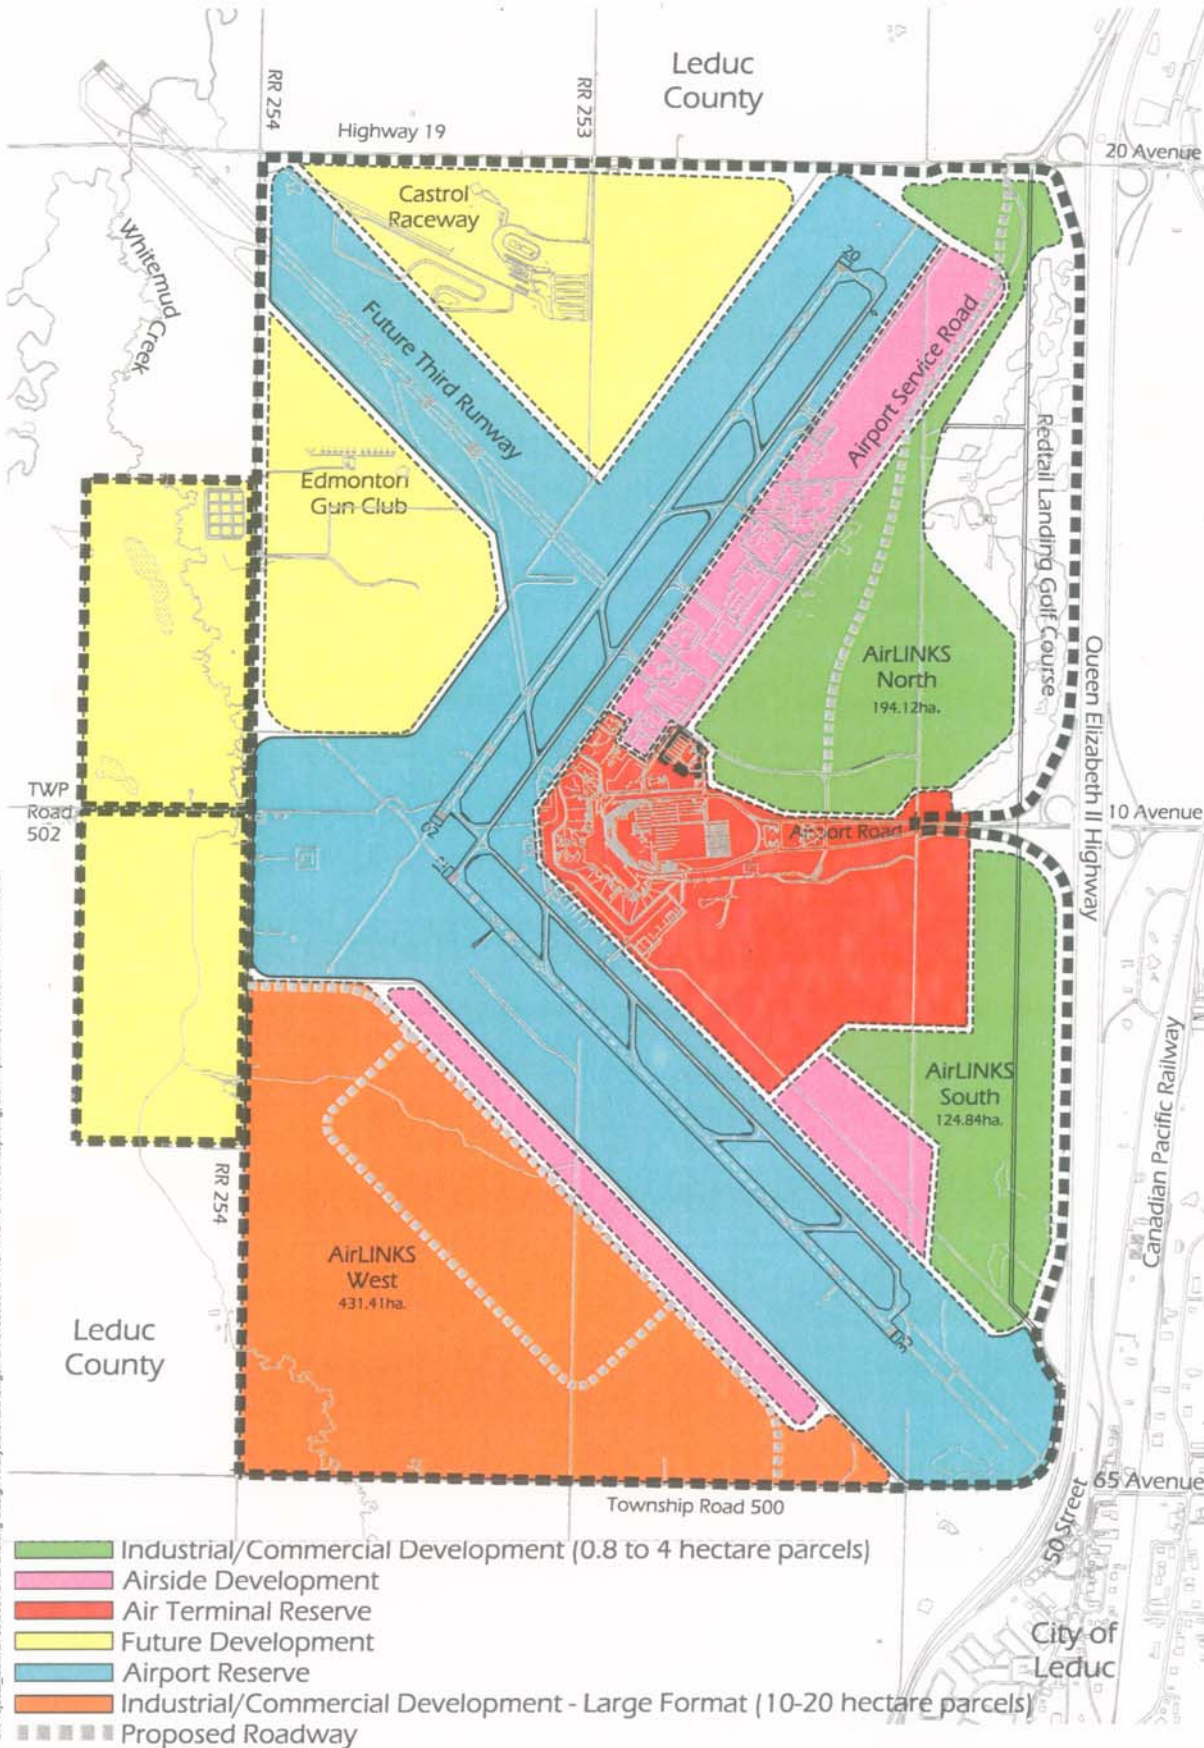 Leduc
County
RR 254
RR 253
Highway 19
20 Avenue
Castrol
Raceway
Whitemud Creek
20
Future Third Runway
Airport Service Road
Redtail Landing Golf Course
Edmonton
Gun Club
AirLINKS
North
194.12ha.
Queen Elizabeth II Highway
TWP
Road
502
10 Avenue
Airport Road
AirLINKS
South
124.84ha.
Canadian Pacific Railway
RR 254
AirLINKS
West
431.41ha.
Leduc
County
65 Avenue
Township Road 500
50 Street
City of
Leduc
Industrial/Commercial Development (0.8 to 4 hectare parcels)
Airside Development
Air Terminal Reserve
Future Development
Airport Reserve
Industrial/Commercial Development - Large Format (10-20 hectare parcels)
Proposed Roadway